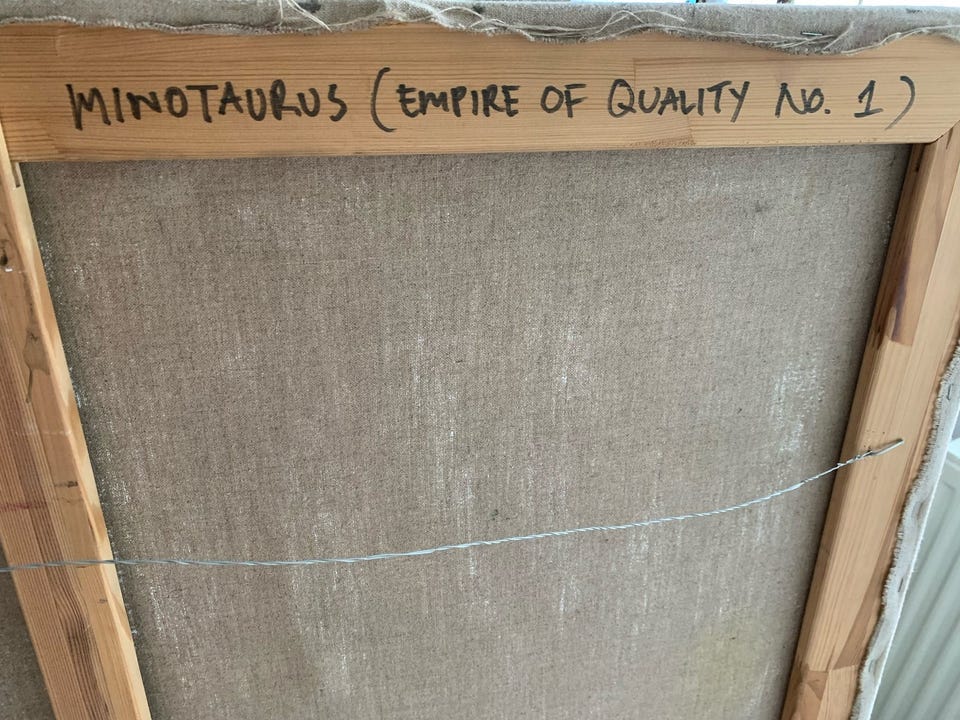 MINOTAURUS (EMPIRE OF QUALITY No. 1)